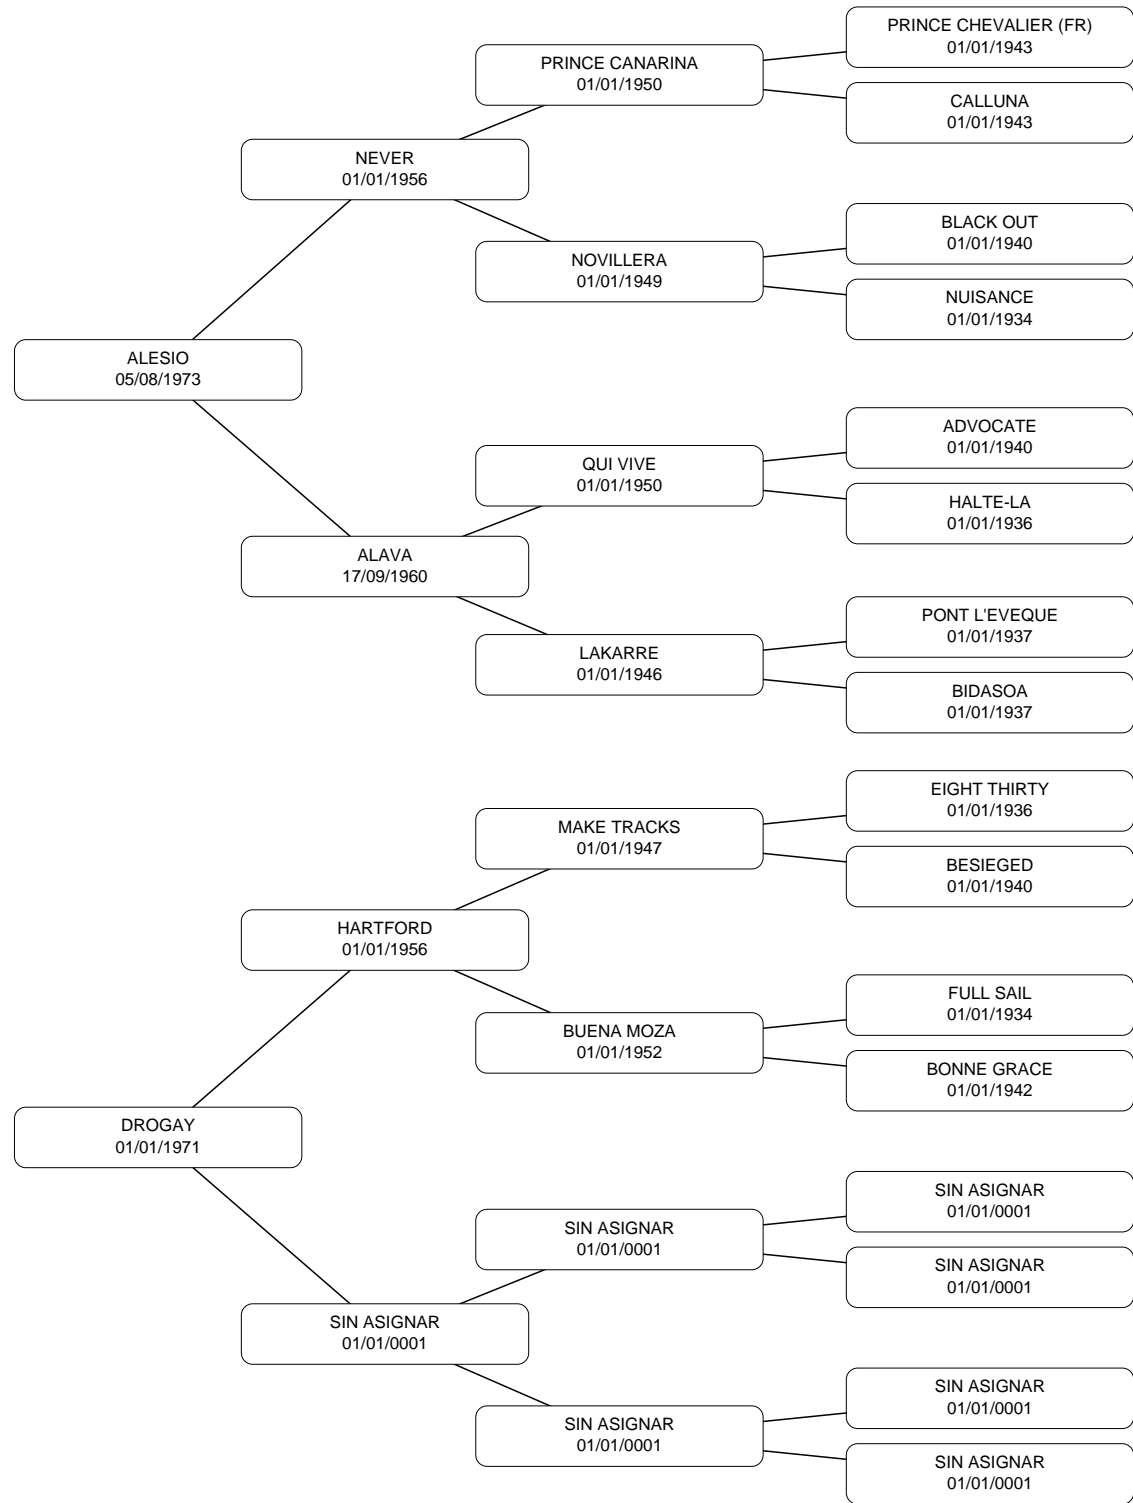 PRINCE CHEVALIER (FR)
01/01/1943
PRINCE CANARINA
01/01/1950
CALLUNA
01/01/1943
NEVER
01/01/1956
BLACK OUT
01/01/1940
NOVILLERA
01/01/1949
NUISANCE
01/01/1934
ALESIO
05/08/1973
ADVOCATE
01/01/1940
QUI VIVE
01/01/1950
HALTE-LA
01/01/1936
ALAVA
17/09/1960
PONT L'EVEQUE
01/01/1937
LAKARRE
01/01/1946
BIDASOA
01/01/1937
EIGHT THIRTY
01/01/1936
MAKE TRACKS
01/01/1947
BESIEGED
01/01/1940
HARTFORD
01/01/1956
FULL SAIL
01/01/1934
BUENA MOZA
01/01/1952
BONNE GRACE
01/01/1942
DROGAY
01/01/1971
SIN ASIGNAR
01/01/0001
SIN ASIGNAR
01/01/0001
SIN ASIGNAR
01/01/0001
SIN ASIGNAR
01/01/0001
SIN ASIGNAR
01/01/0001
SIN ASIGNAR
01/01/0001
SIN ASIGNAR
01/01/0001